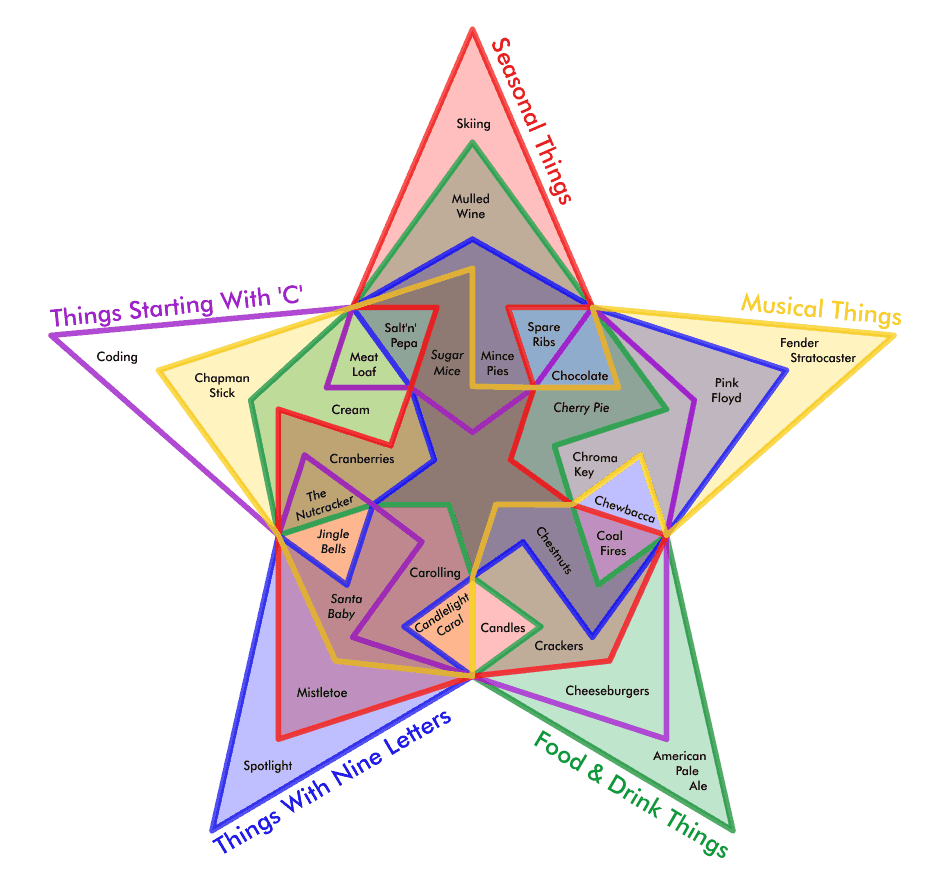 Seasonal Things
Skiing
Mulled
Wine
Things Starting With 'C'
Musical Things
Coding
Fender
Stratocaster
Salt'n'
Pepa
Spare
Ribs
Sugar
Mice
Mince
Pies
Meat
Loaf
Chocolate
Chapman
Stick
Pink
Floyd
Cream
Cherry Pie
Cranberries
Chroma
Key
The
Nutcracker
Chewbacca
Jingle
Bells
Chestnuts
Coal
Fires
Carolling
Santa
Baby
Candlelight
Carol
Candles
Crackers
Mistletoe
Cheeseburgers
Spotlight
American
Pale
Ale
Things With Nine Letters
Food & Drink Things